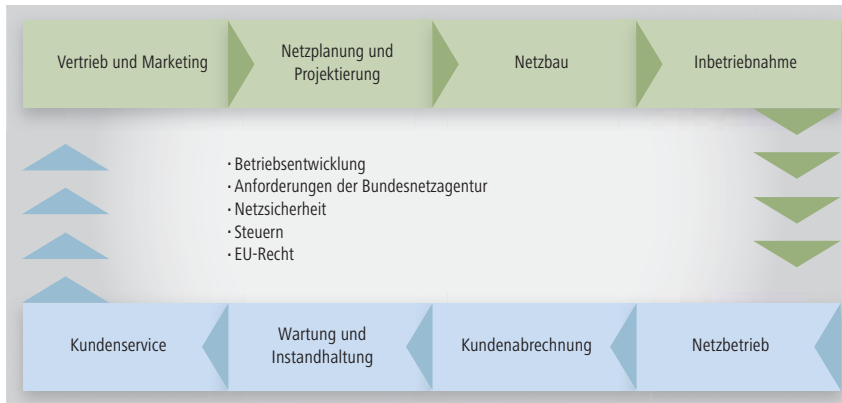 Vertrieb und Marketing
Netzplanung und
Projektierung
Netzbau
Inbetriebnahme
· Betriebsentwicklung
· Anforderungen der Bundesnetzagentur
· Netzsicherheit
· Steuern
· EU-Recht
Kundenservice
Wartung und
Instandhaltung
Kundenabrechnung
Netzbetrieb